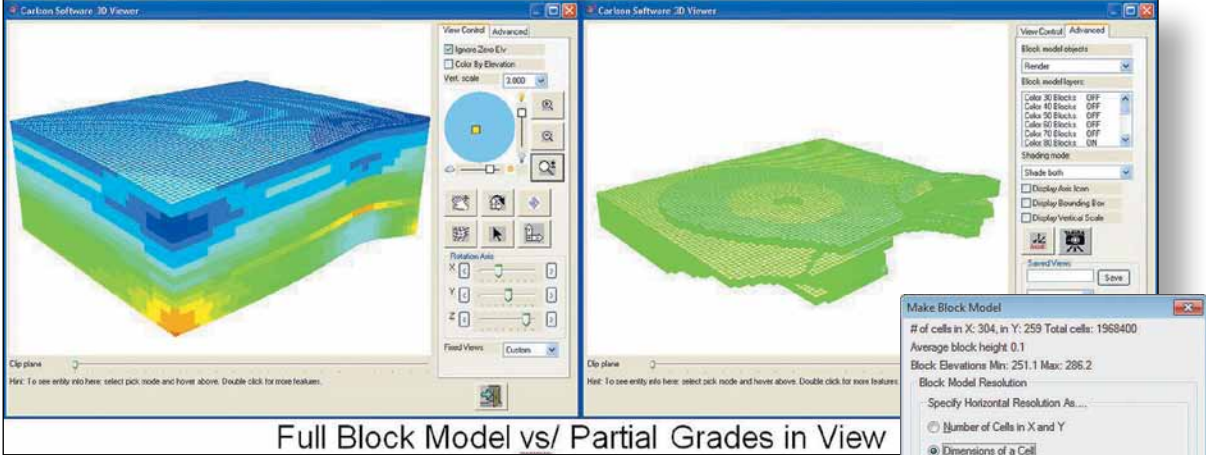 Carlson Software 3D Viewer
View Control Advanced
Ignore Zero Elv
Color By Elevation
Vert. scale 3.000
Rotation Axis
X < >
Y < >
Z < >
Fixed Views Custom
Clip plane
Hint: To see entity info here: select pick mode and hover above. Double click for more features.
Carlson Software 3D Viewer
View Control Advanced
Block model objects
Render
Block model layers:
Color 30 Blocks OFF
Color 40 Blocks OFF
Color 50 Blocks OFF
Color 60 Blocks OFF
Color 70 Blocks OFF
Color 80 Blocks ON
Shading mode:
Shade both
Display Axis Icon
Display Bounding Box
Display Vertical Scale
Saved Views
Save
Clip plane
Hint: To see entity info here: select pick mode and hover above. Double click for more features
Make Block Model
# of cells in X: 304, in Y: 259 Total cells: 1968400
Average block height 0.1
Block Elevations Min: 251.1 Max: 286.2
Block Model Resolution
Specify Horizontal Resolution As....
Number of Cells in X and Y
Dimensions of a Cell
Full Block Model vs/ Partial Grades in View